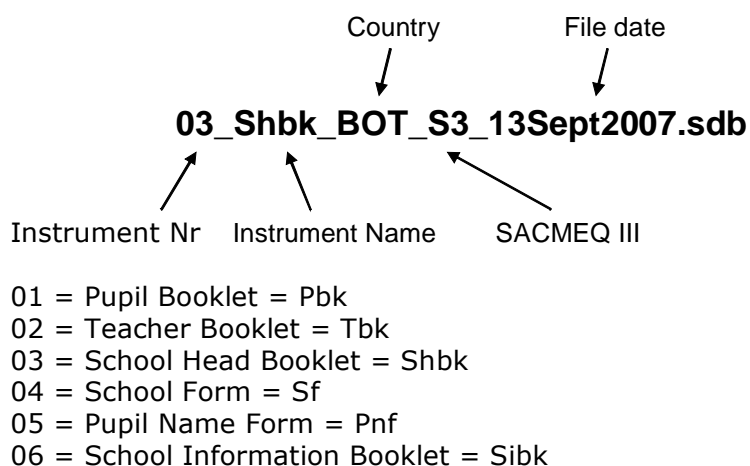 Country File date
03_Shbk_BOT_S3_13Sept2007.sdb
Instrument Nr Instrument Name SACMEQ III
01 = Pupil Booklet = Pbk
02 = Teacher Booklet = Tbk
03 = School Head Booklet = Shbk
04 = School Form = Sf
05 = Pupil Name Form = Pnf
06 = School Information Booklet = Sibk